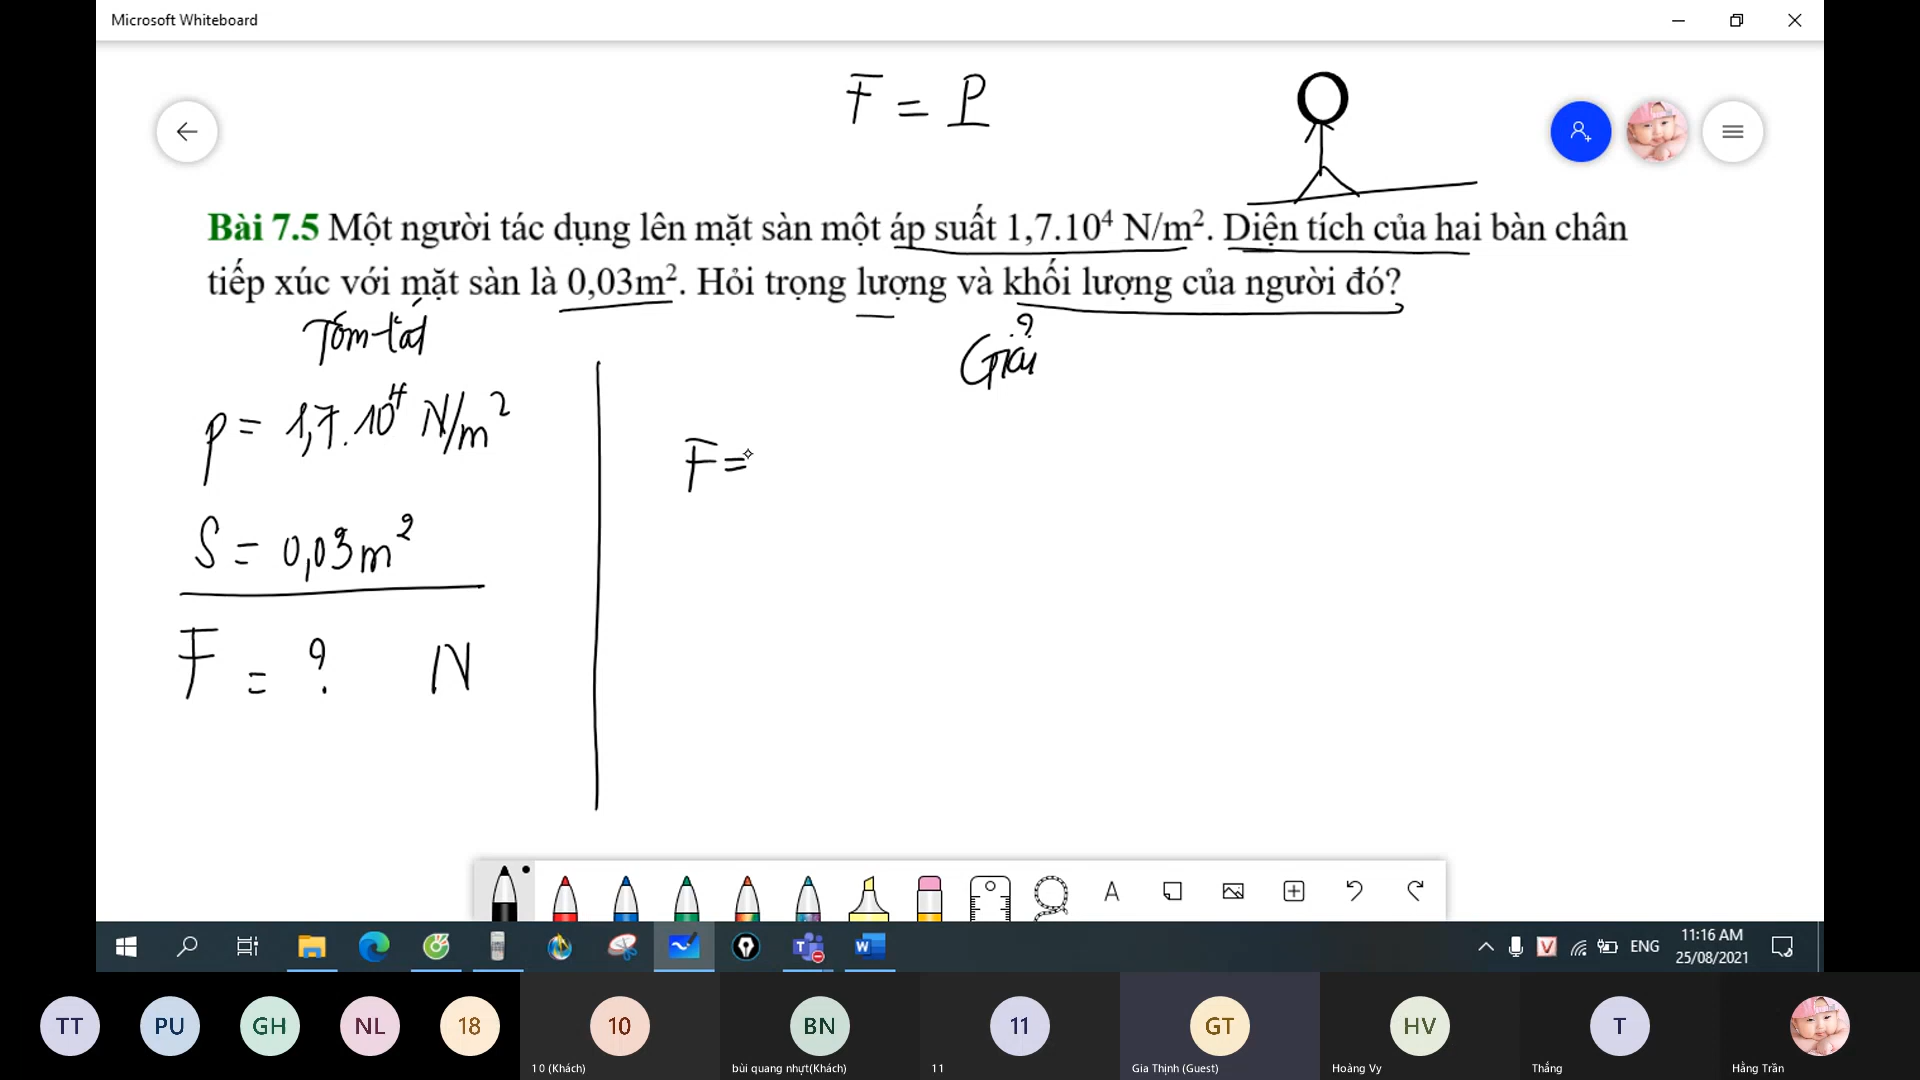 Microsoft Whiteboard
F = P
Bài 7.5 Một người tác dụng lên mặt sàn một áp suất 1,7.10⁴ N/m². Diện tích của hai bàn chân
tiếp xúc với mặt sàn là 0,03m². Hỏi trọng lượng và khối lượng của người đó?
Tóm tắt
Giải
p = 1,7.10⁴ N/m²
F =
S = 0,03m²
F = ? N
A
ENG
11:16 AM
25/08/2021
TT
PU
GH
NL
18
10
BN
11
GT
HV
T
10 (Khách)
bùi quang nhựt(Khách)
11
Gia Thịnh (Guest)
Hoàng Vy
Thắng
Hằng Trần